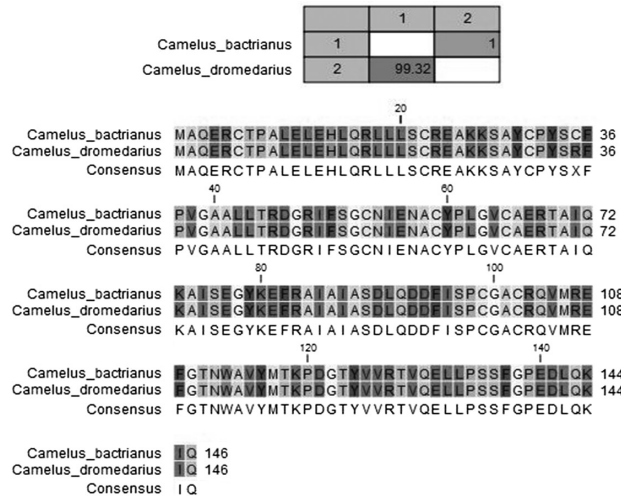 1 2
Camelus_bactrianus 1 1
Camelus_dromedarius 2 99.32
20
Camelus_bactrianus MAQERCTPALELEHLQRLLLSCREAKKSAYCPYSCF 36
Camelus_dromedarius MAQERCTPALELEHLQRLLLSCREAKKSAYCPYSRF 36
Consensus MAQERCTPALELEHLQRLLLSCREAKKSAYCPYSXF
40 60
Camelus_bactrianus PVGAALLTRDGRIFSGCNIENACYPLGVCAERTAIQ 72
Camelus_dromedarius PVGAALLTRDGRIFSGCNIENACYPLGVCAERTAIQ 72
Consensus PVGAALLTRDGRIFSGCNIENACYPLGVCAERTAIQ
80 100
Camelus_bactrianus KAISEGYKEFRAIAIASDLQDDFISPCGACRQVMRE 108
Camelus_dromedarius KAISEGYKEFRAIAIASDLQDDFISPCGACRQVMRE 108
Consensus KAISEGYKEFRAIAIASDLQDDFISPCGACRQVMRE
120 140
Camelus_bactrianus FGTNWAVYMTKPDGTYVVRTVQELLPSSFGPEDLQK 144
Camelus_dromedarius FGTNWAVYMTKPDGTYVVRTVQELLPSSFGPEDLQK 144
Consensus FGTNWAVYMTKPDGTYVVRTVQELLPSSFGPEDLQK
Camelus_bactrianus IQ 146
Camelus_dromedarius IQ 146
Consensus IQ